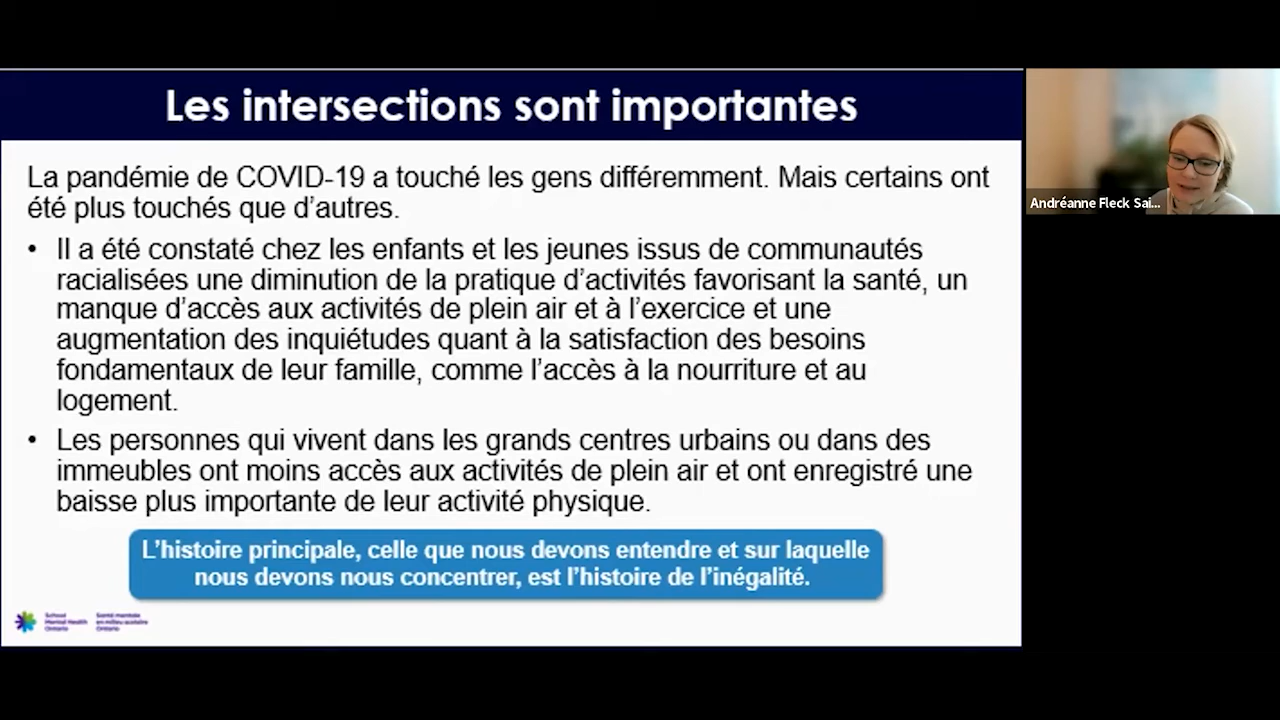 Les intersections sont importantes
La pandémie de COVID-19 a touché les gens différemment. Mais certains ont
été plus touchés que d'autres.
• Il a été constaté chez les enfants et les jeunes issus de communautés
racialisées une diminution de la pratique d'activités favorisant la santé, un
manque d'accès aux activités de plein air et à l'exercice et une
augmentation des inquiétudes quant à la satisfaction des besoins
fondamentaux de leur famille, comme l'accès à la nourriture et au
logement.
• Les personnes qui vivent dans les grands centres urbains ou dans des
immeubles ont moins accès aux activités de plein air et ont enregistré une
baisse plus importante de leur activité physique.
L'histoire principale, celle que nous devons entendre et sur laquelle
nous devons nous concentrer, est l'histoire de l'inégalité.
School
Mental Health
Ontario
Santé mentale
en milieu scolaire
Ontario
Andréanne Fleck Sai...